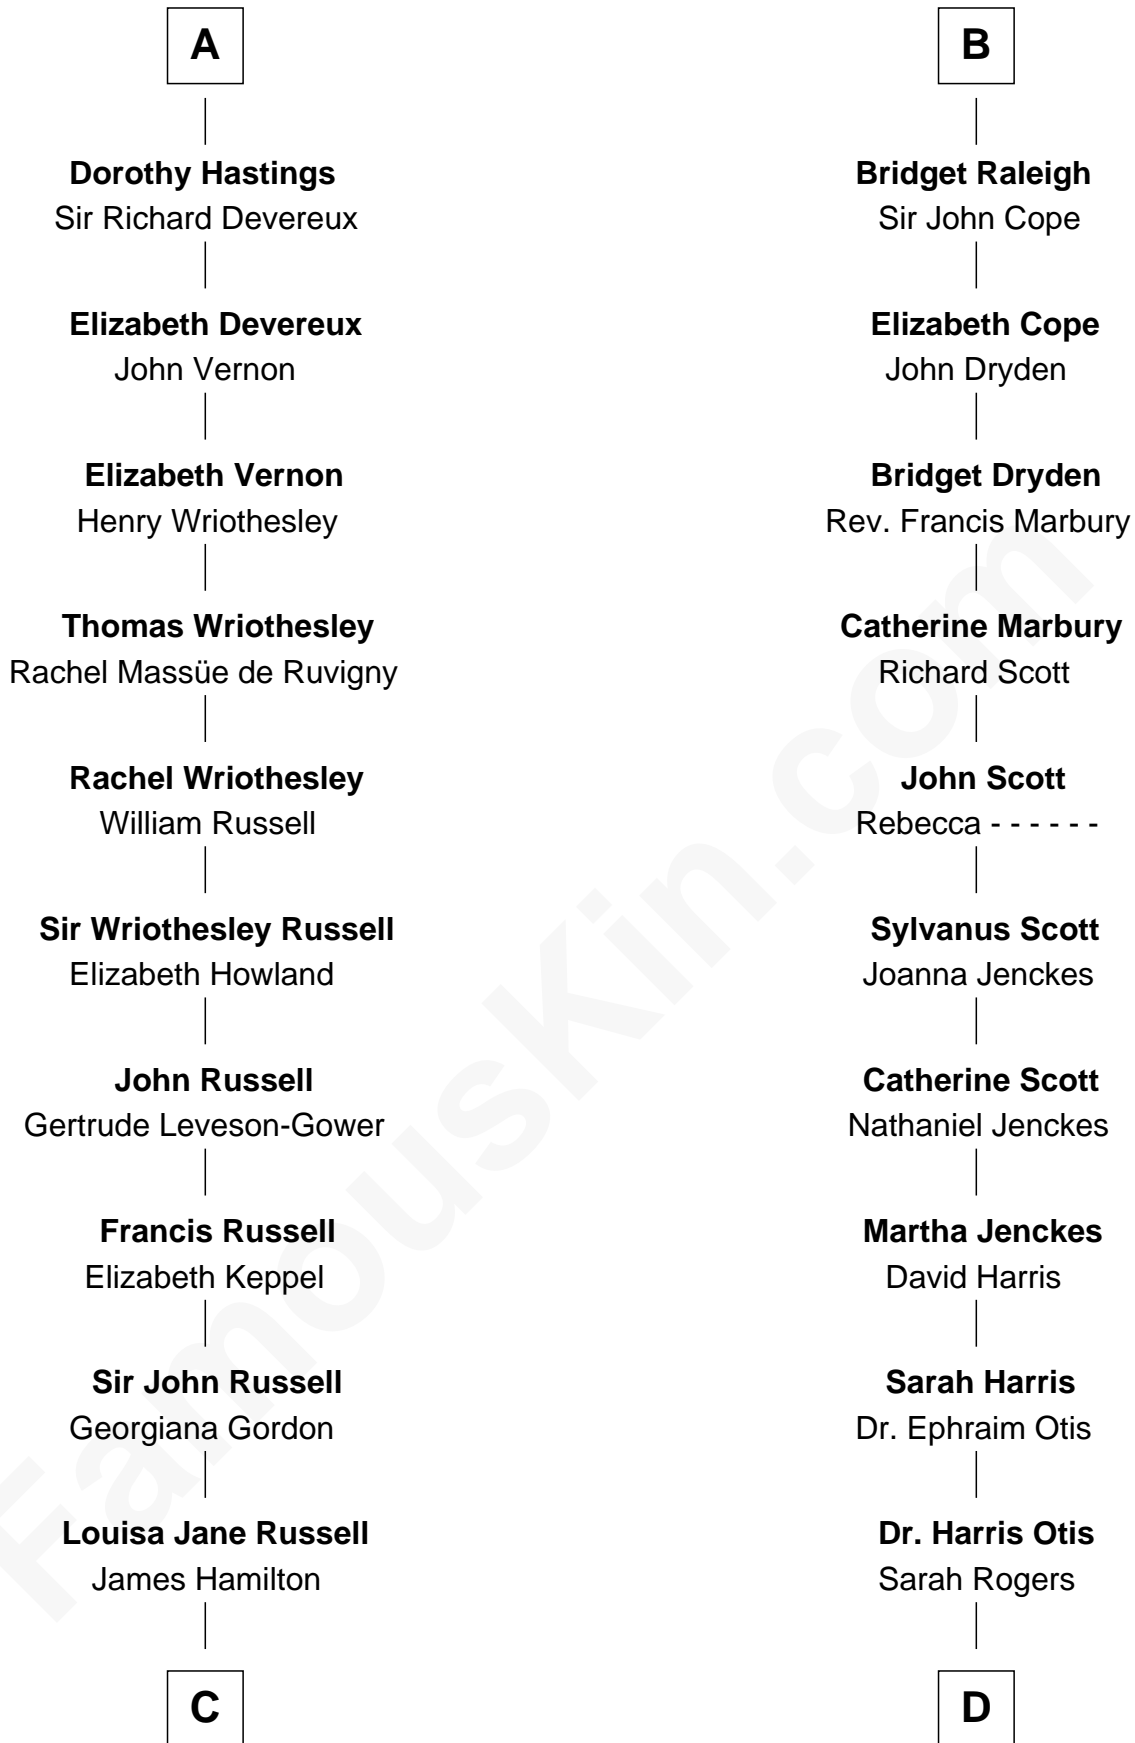 A
Dorothy Hastings
Sir Richard Devereux
Elizabeth Devereux
John Vernon
Elizabeth Vernon
Henry Wriothesley
Thomas Wriothesley
Rachel Massüe de Ruvigny
Rachel Wriothesley
William Russell
Sir Wriothesley Russell
Elizabeth Howland
John Russell
Gertrude Leveson-Gower
Francis Russell
Elizabeth Keppel
Sir John Russell
Georgiana Gordon
Louisa Jane Russell
James Hamilton
C
B
Bridget Raleigh
Sir John Cope
Elizabeth Cope
John Dryden
Bridget Dryden
Rev. Francis Marbury
Catherine Marbury
Richard Scott
John Scott
Rebecca - - - - - -
Sylvanus Scott
Joanna Jenckes
Catherine Scott
Nathaniel Jenckes
Martha Jenckes
David Harris
Sarah Harris
Dr. Ephraim Otis
Dr. Harris Otis
Sarah Rogers
D
FamousKin.com